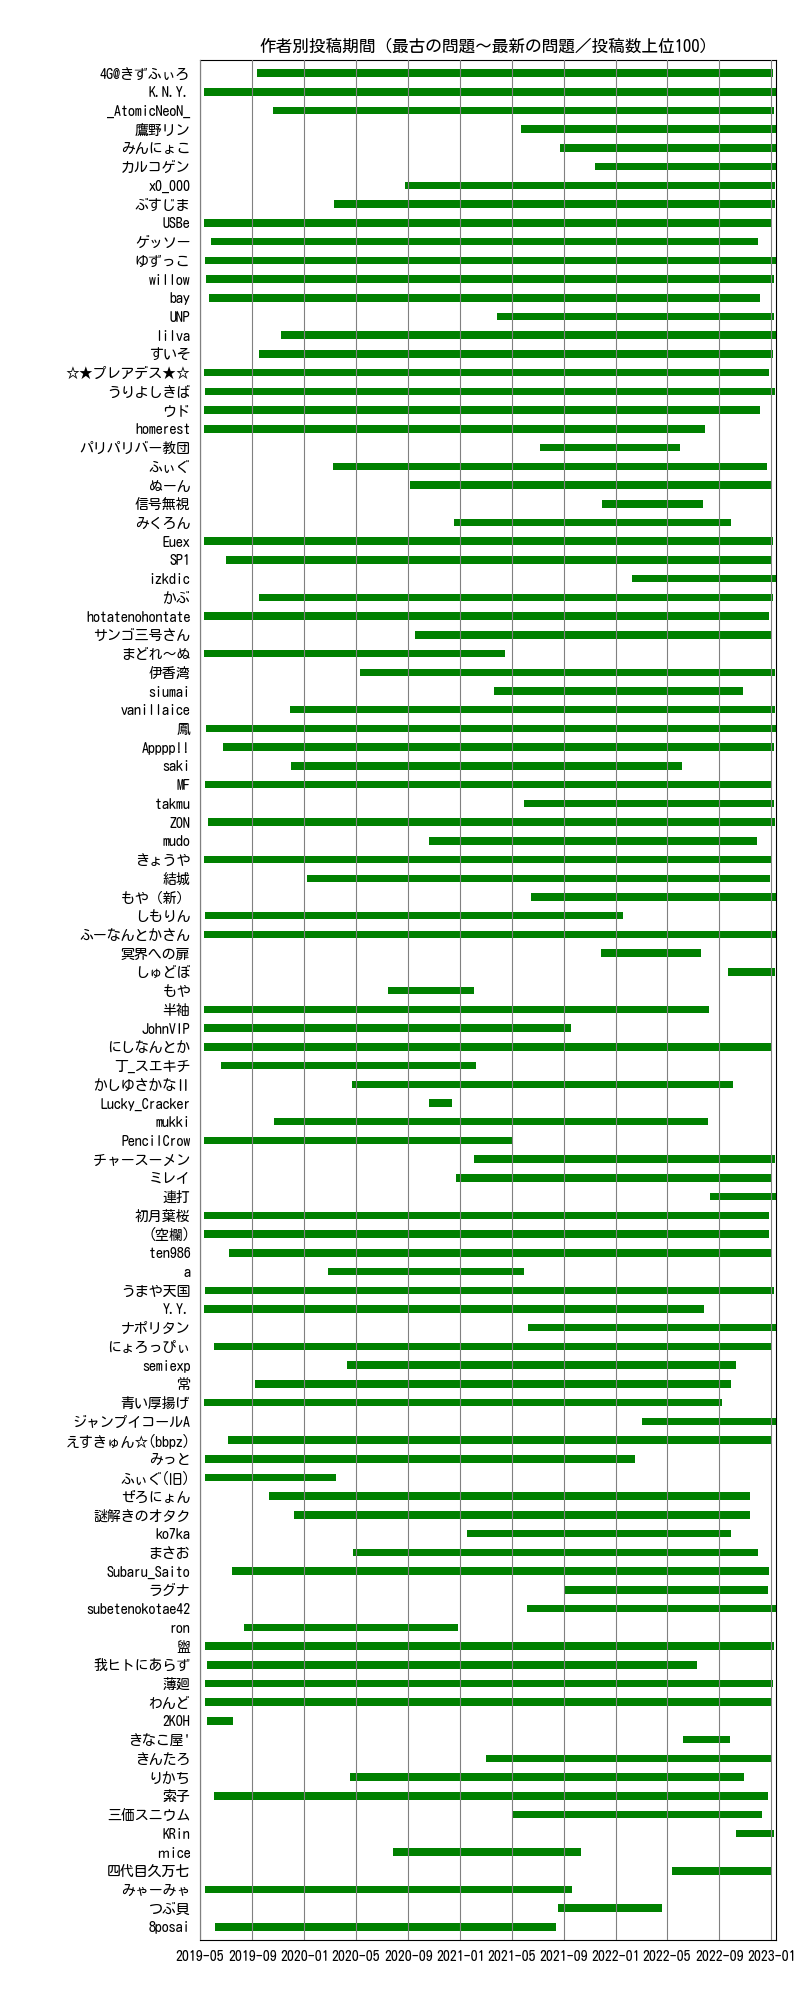 作者別投稿期間（最古の問題～最新の問題／投稿数上位100）
4G@きずふぃろ
K.N.Y.
_AtomicNeoN_
鷹野リン
みんにょこ
カルコゲン
x0_000
ぷすじま
USBe
ゲッソー
ゆずっこ
willow
bay
UNP
lilva
すいそ
☆★プレアデス★☆
うりよしきば
ウド
homerest
パリパリバー教団
ふぃぐ
ぬーん
信号無視
みくろん
Euex
SP1
izkdic
かぶ
hotatenohontate
サンゴ三号さん
まどれ～ぬ
伊香湾
siumai
vanillaice
鳳
AppppII
saki
MF
takmu
ZON
mudo
きょうや
結城
もや（新）
しもりん
ふーなんとかさん
冥界への扉
しゅどぼ
もや
半袖
JohnVIP
にしなんとか
丁_スエキチ
かしゆさかなII
Lucky_Cracker
mukki
PencilCrow
チャースーメン
ミレイ
連打
初月葉桜
(空欄)
ten986
a
うまや天国
Y.Y.
ナポリタン
にょろっぴぃ
semiexp
常
青い厚揚げ
ジャンプイコールA
えすきゅん☆(bbpz)
みっと
ふぃぐ(旧)
ぜろにょん
謎解きのオタク
ko7ka
まさお
Subaru_Saito
ラグナ
subetenokotae42
ron
盥
我ヒトにあらず
薄廻
わんど
2KOH
きなこ屋'
きんたろ
りかち
索子
三価スニウム
KRin
mice
四代目久万七
みゃーみゃ
つぶ貝
8posai
2019-05 2019-09 2020-01 2020-05 2020-09 2021-01 2021-05 2021-09 2022-01 2022-05 2022-09 2023-01